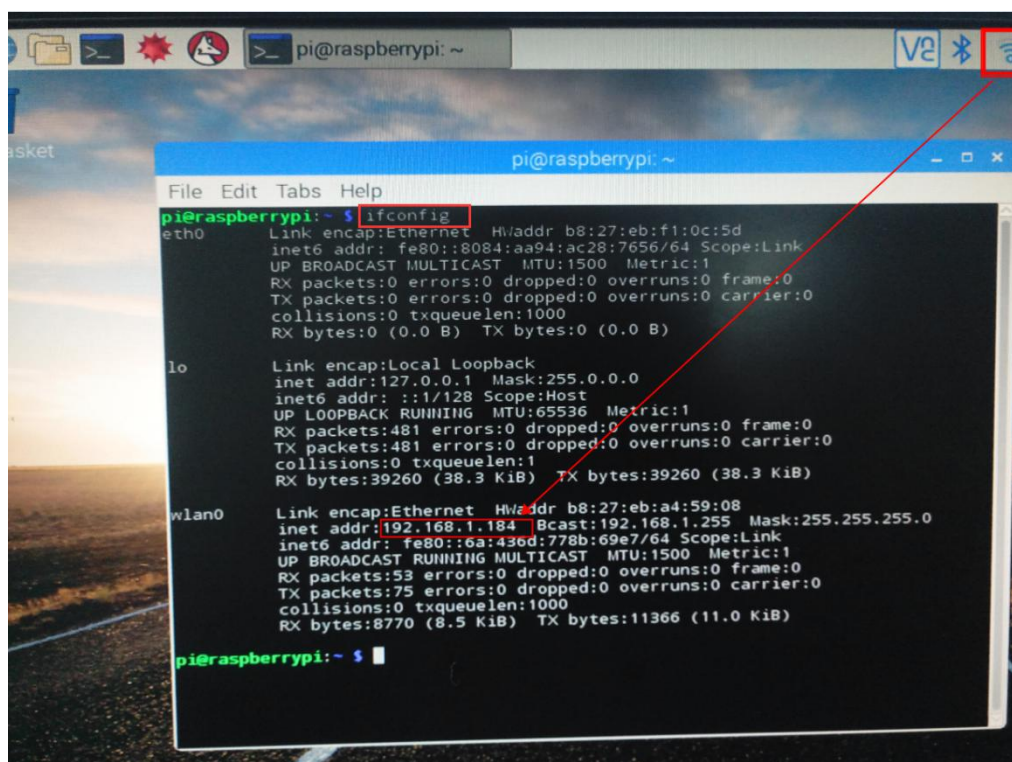 pi@raspberrypi: ~
V2
asket
pi@raspberrypi: ~
File Edit Tabs Help
pi@raspberrypi:~ $ ifconfig
eth0 Link encap:Ethernet HWaddr b8:27:eb:f1:0c:5d
inet6 addr: fe80::8084:aa94:ac28:7656/64 Scope:Link
UP BROADCAST MULTICAST MTU:1500 Metric:1
RX packets:0 errors:0 dropped:0 overruns:0 frame:0
TX packets:0 errors:0 dropped:0 overruns:0 carrier:0
collisions:0 txqueuelen:1000
RX bytes:0 (0.0 B) TX bytes:0 (0.0 B)
lo Link encap:Local Loopback
inet addr:127.0.0.1 Mask:255.0.0.0
inet6 addr: ::1/128 Scope:Host
UP LOOPBACK RUNNING MTU:65536 Metric:1
RX packets:481 errors:0 dropped:0 overruns:0 frame:0
TX packets:481 errors:0 dropped:0 overruns:0 carrier:0
collisions:0 txqueuelen:1
RX bytes:39260 (38.3 KiB) TX bytes:39260 (38.3 KiB)
wlan0 Link encap:Ethernet HWaddr b8:27:eb:a4:59:08
inet addr:192.168.1.184 Bcast:192.168.1.255 Mask:255.255.255.0
inet6 addr: fe80::6a:436d:778b:69e7/64 Scope:Link
UP BROADCAST RUNNING MULTICAST MTU:1500 Metric:1
RX packets:53 errors:0 dropped:0 overruns:0 frame:0
TX packets:75 errors:0 dropped:0 overruns:0 carrier:0
collisions:0 txqueuelen:1000
RX bytes:8770 (8.5 KiB) TX bytes:11366 (11.0 KiB)
pi@raspberrypi:~ $